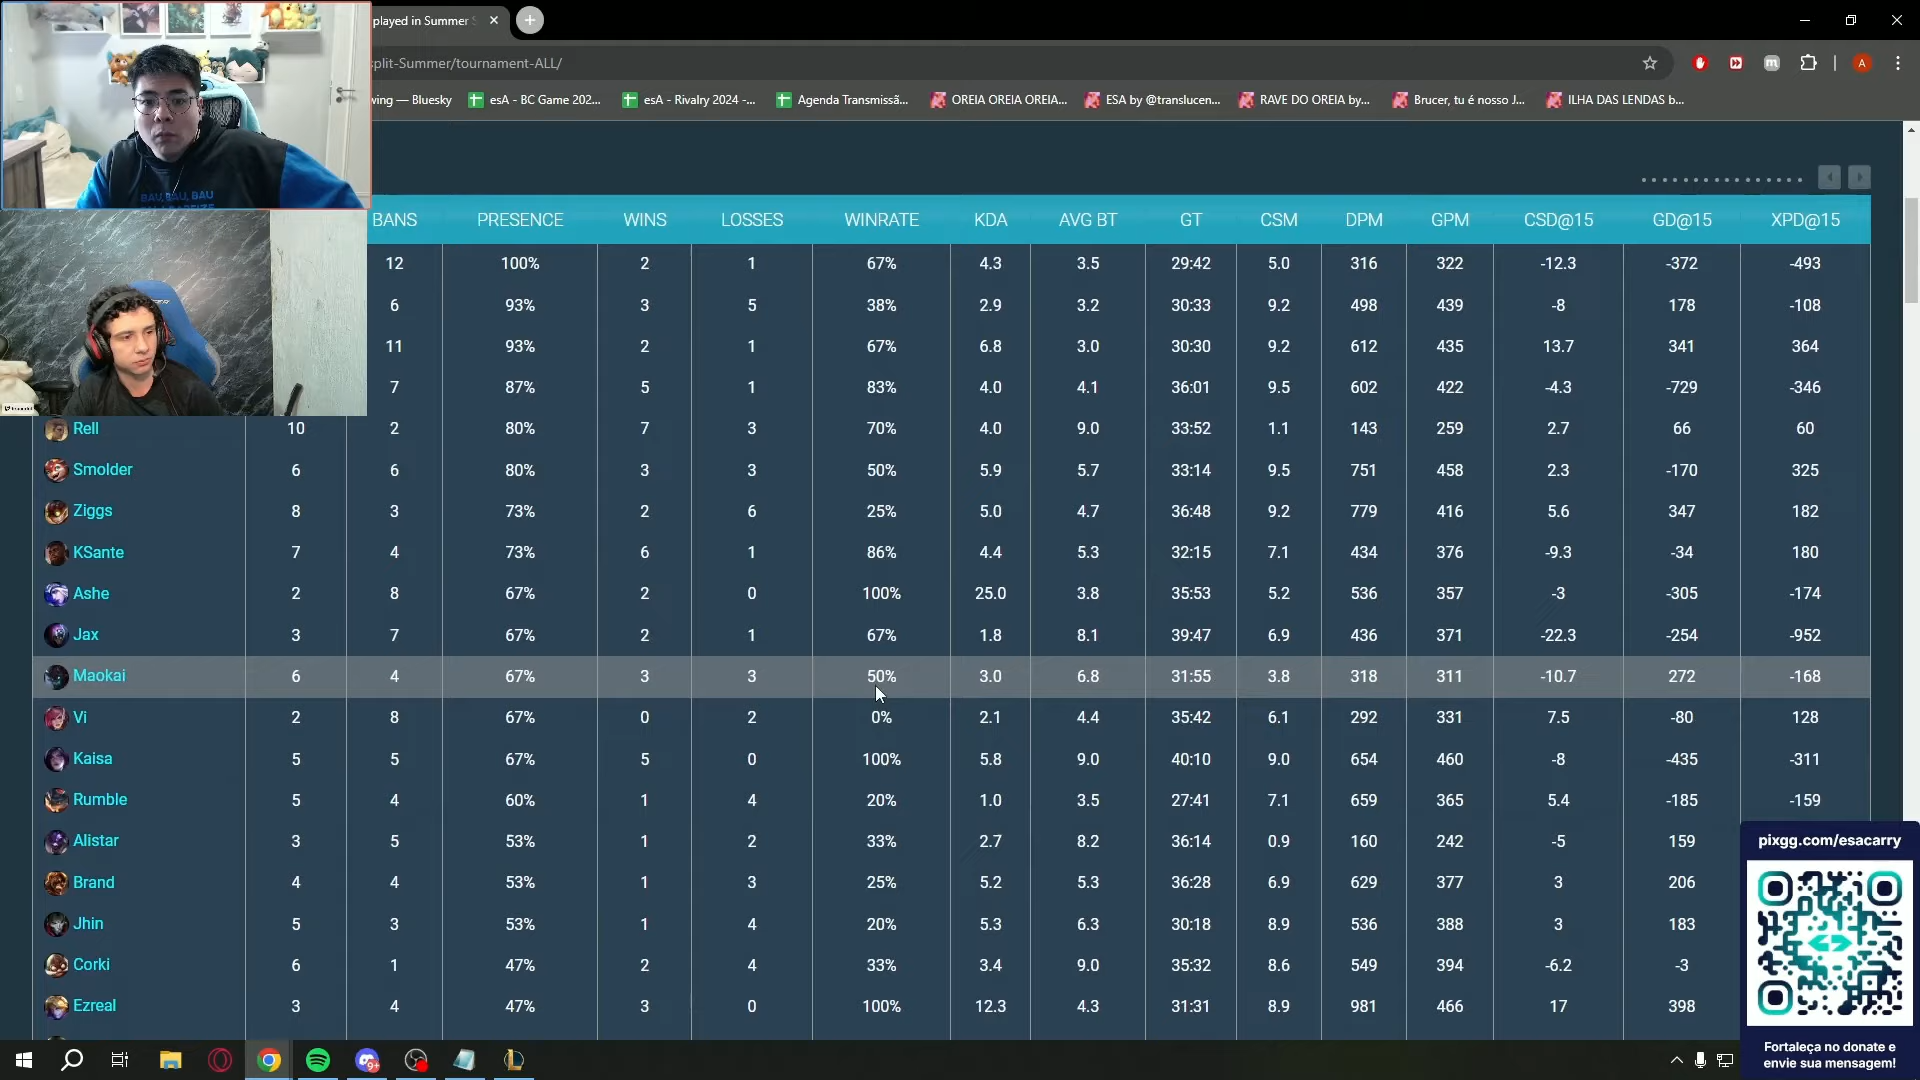 played in Summer S
plit-Summer/tournament-ALL/
A
wing — Bluesky
esA - BC Game 202...
esA - Rivalry 2024 -...
Agenda Transmissã...
OREIA OREIA OREIA...
ESA by @translucen...
RAVE DO OREIA by...
Brucer, tu é nosso J...
ILHA DAS LENDAS b...
BAU, BAU, BAU
BANS PRESENCE WINS LOSSES WINRATE KDA AVG BT GT CSM DPM GPM CSD@15 GD@15 XPD@15
12 100% 2 1 67% 4.3 3.5 29:42 5.0 316 322 -12.3 -372 -493
6 93% 3 5 38% 2.9 3.2 30:33 9.2 498 439 -8 178 -108
11 93% 2 1 67% 6.8 3.0 30:30 9.2 612 435 13.7 341 364
7 87% 5 1 83% 4.0 4.1 36:01 9.5 602 422 -4.3 -729 -346
Rell 10 2 80% 7 3 70% 4.0 9.0 33:52 1.1 143 259 2.7 66 60
Smolder 6 6 80% 3 3 50% 5.9 5.7 33:14 9.5 751 458 2.3 -170 325
Ziggs 8 3 73% 2 6 25% 5.0 4.7 36:48 9.2 779 416 5.6 347 182
KSante 7 4 73% 6 1 86% 4.4 5.3 32:15 7.1 434 376 -9.3 -34 180
Ashe 2 8 67% 2 0 100% 25.0 3.8 35:53 5.2 536 357 -3 -305 -174
Jax 3 7 67% 2 1 67% 1.8 8.1 39:47 6.9 436 371 -22.3 -254 -952
Maokai 6 4 67% 3 3 50% 3.0 6.8 31:55 3.8 318 311 -10.7 272 -168
Vi 2 8 67% 0 2 0% 2.1 4.4 35:42 6.1 292 331 7.5 -80 128
Kaisa 5 5 67% 5 0 100% 5.8 9.0 40:10 9.0 654 460 -8 -435 -311
Rumble 5 4 60% 1 4 20% 1.0 3.5 27:41 7.1 659 365 5.4 -185 -159
Alistar 3 5 53% 1 2 33% 2.7 8.2 36:14 0.9 160 242 -5 159
Brand 4 4 53% 1 3 25% 5.2 5.3 36:28 6.9 629 377 3 206
Jhin 5 3 53% 1 4 20% 5.3 6.3 30:18 8.9 536 388 3 183
Corki 6 1 47% 2 4 33% 3.4 9.0 35:32 8.6 549 394 -6.2 -3
Ezreal 3 4 47% 3 0 100% 12.3 4.3 31:31 8.9 981 466 17 398
pixgg.com/esacarry
Fortaleça no donate e
envie sua mensagem!
9+